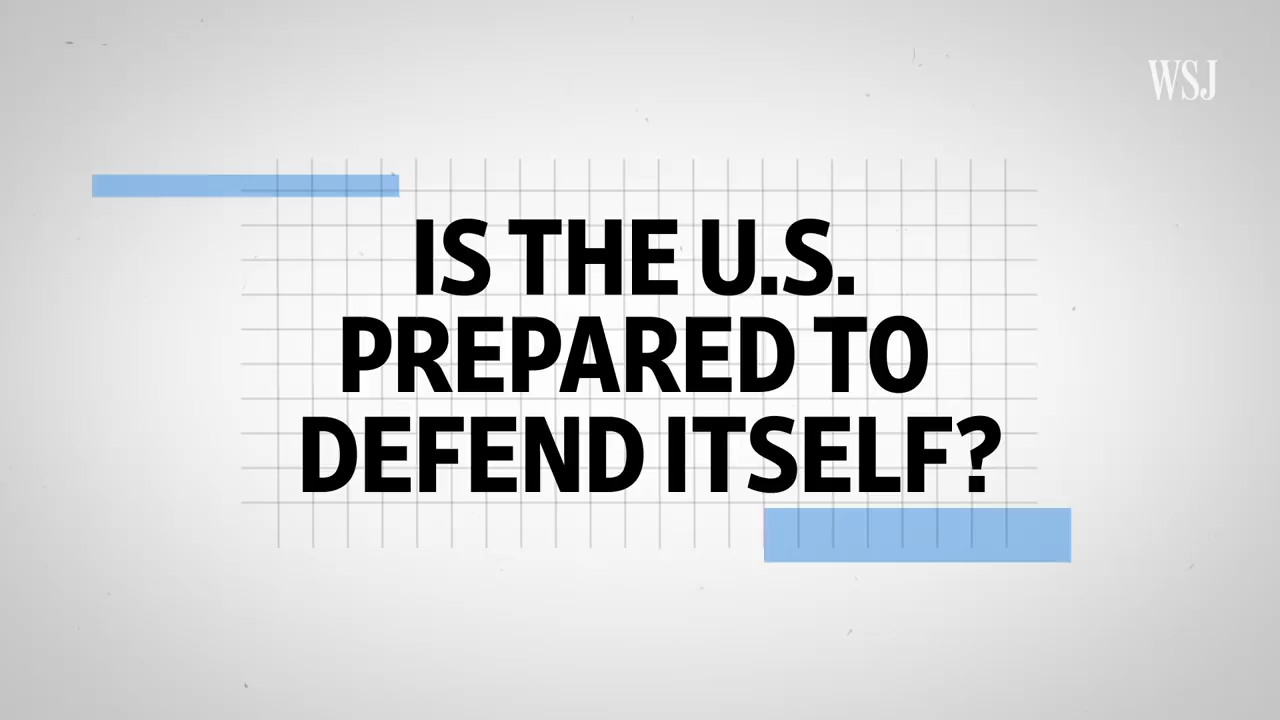 WSJ
IS THE U.S.
PREPARED TO
DEFEND ITSELF?